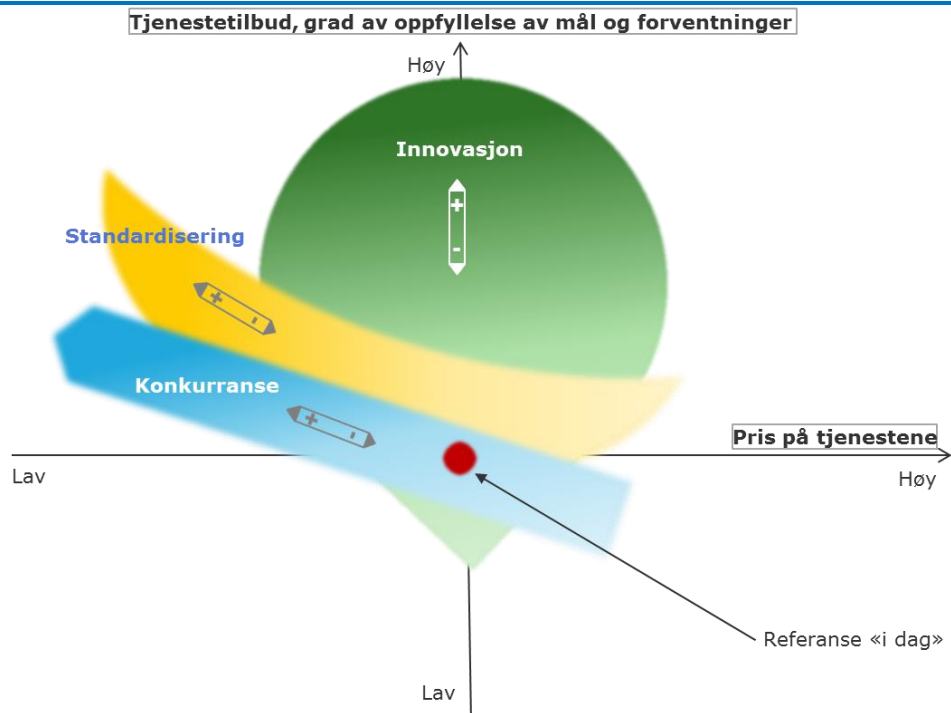 Tjenestetilbud, grad av oppfyllelse av mål og forventninger
Høy
Innovasjon
+
-
Standardisering
+
-
Konkurranse
+
-
Pris på tjenestene
Lav
Høy
Referanse «i dag»
Lav